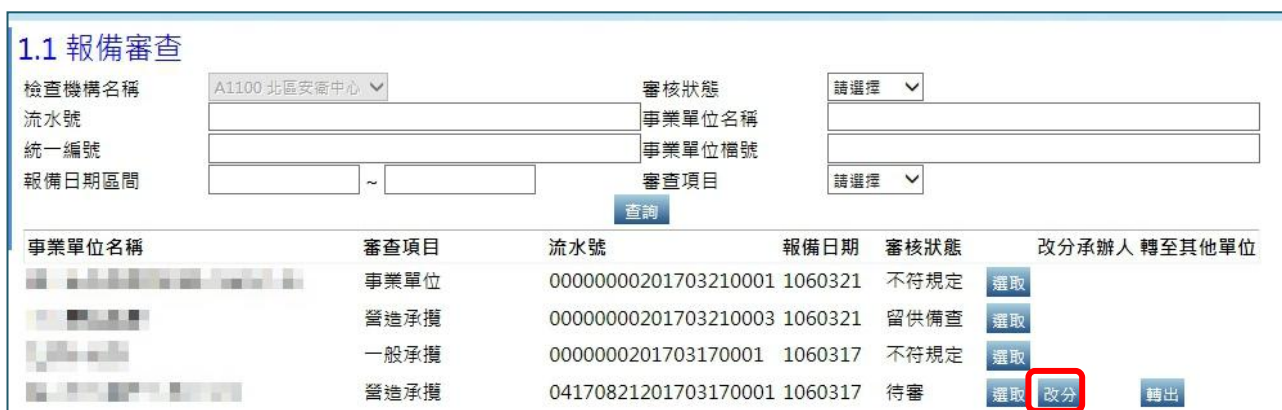 1.1 報備審查
檢查機構名稱 A1100 北區安衛中心 審核狀態 請選擇
流水號 事業單位名稱
統一編號 事業單位檔號
報備日期區間 ~ 審查項目 請選擇
查詢
事業單位名稱 審查項目 流水號 報備日期 審核狀態 改分承辦人 轉至其他單位
事業單位 00000000201703210001 1060321 不符規定 選取
營造承攬 00000000201703210003 1060321 留供備查 選取
一般承攬 0000000201703170001 1060317 不符規定 選取
營造承攬 04170821201703170001 1060317 待審 選取 改分 轉出